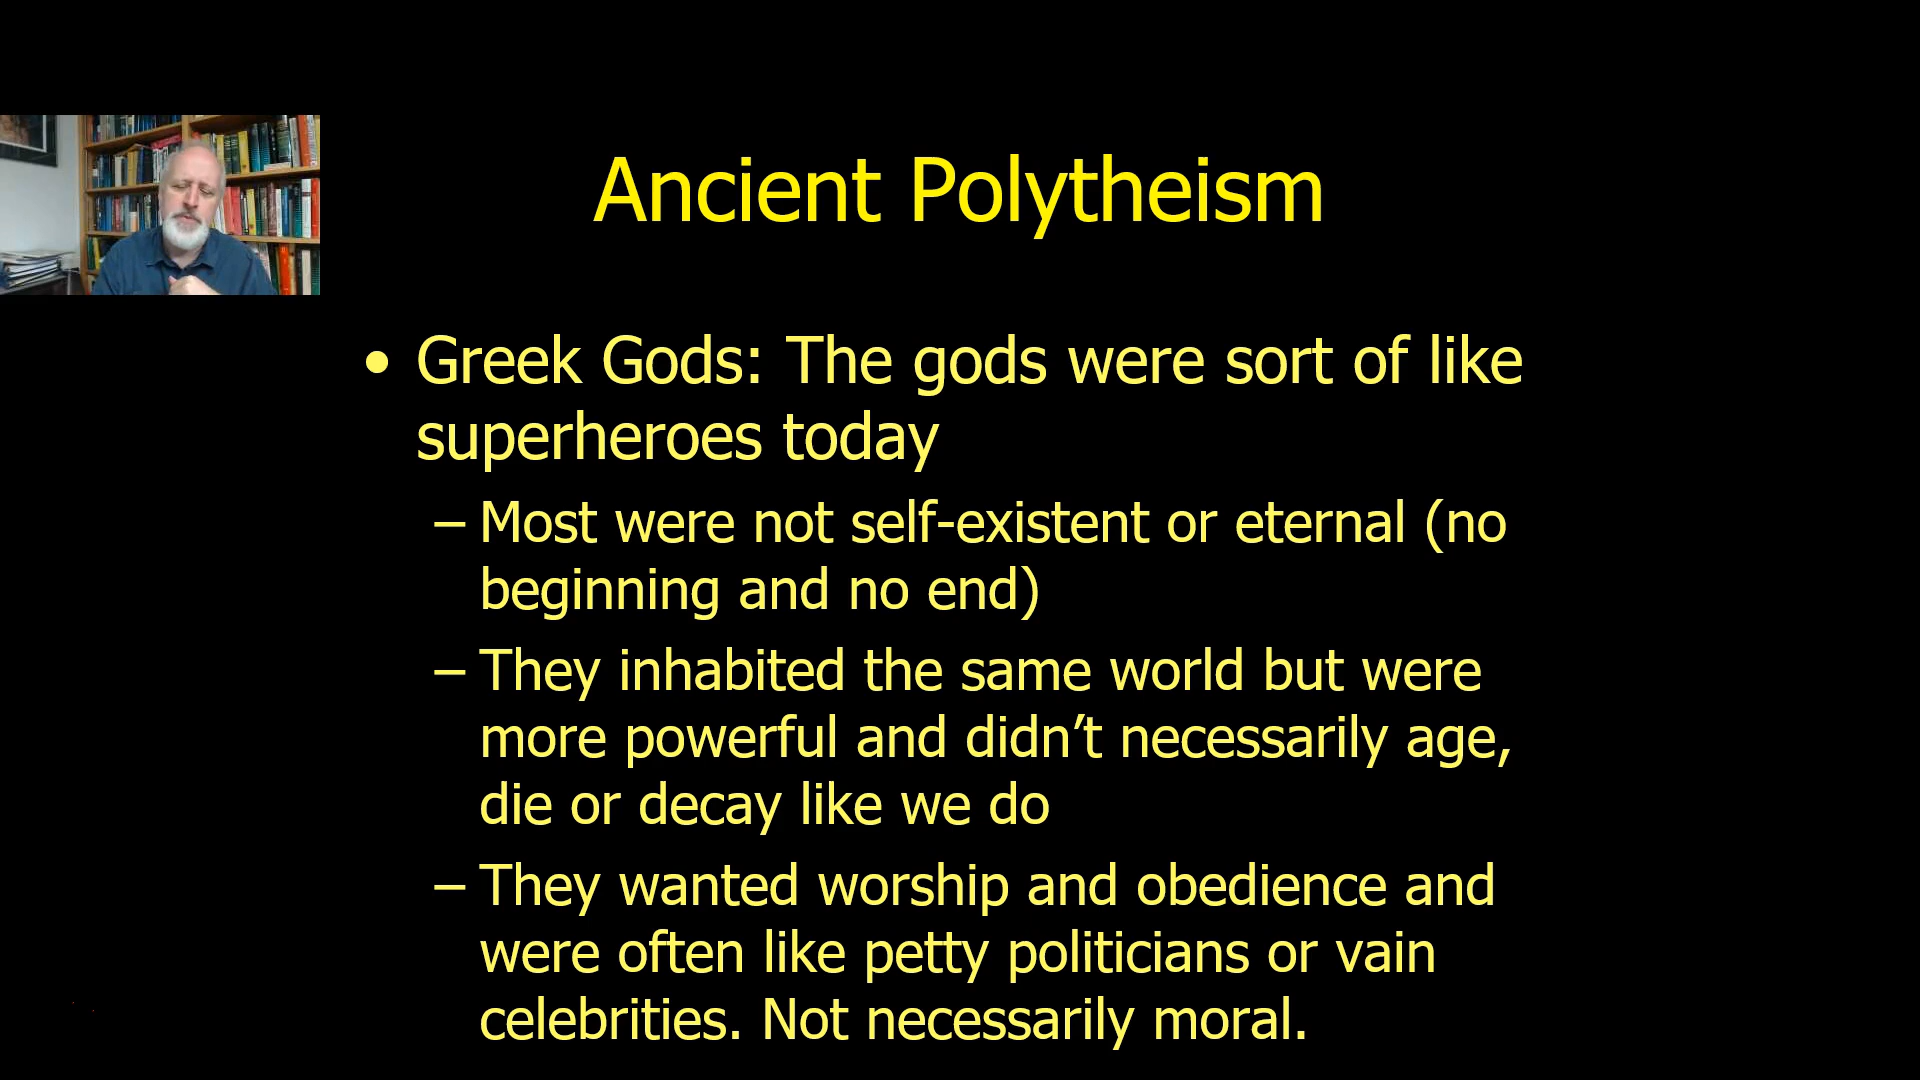 Ancient Polytheism
• Greek Gods: The gods were sort of like
superheroes today
– Most were not self-existent or eternal (no
beginning and no end)
– They inhabited the same world but were
more powerful and didn’t necessarily age,
die or decay like we do
– They wanted worship and obedience and
were often like petty politicians or vain
celebrities. Not necessarily moral.